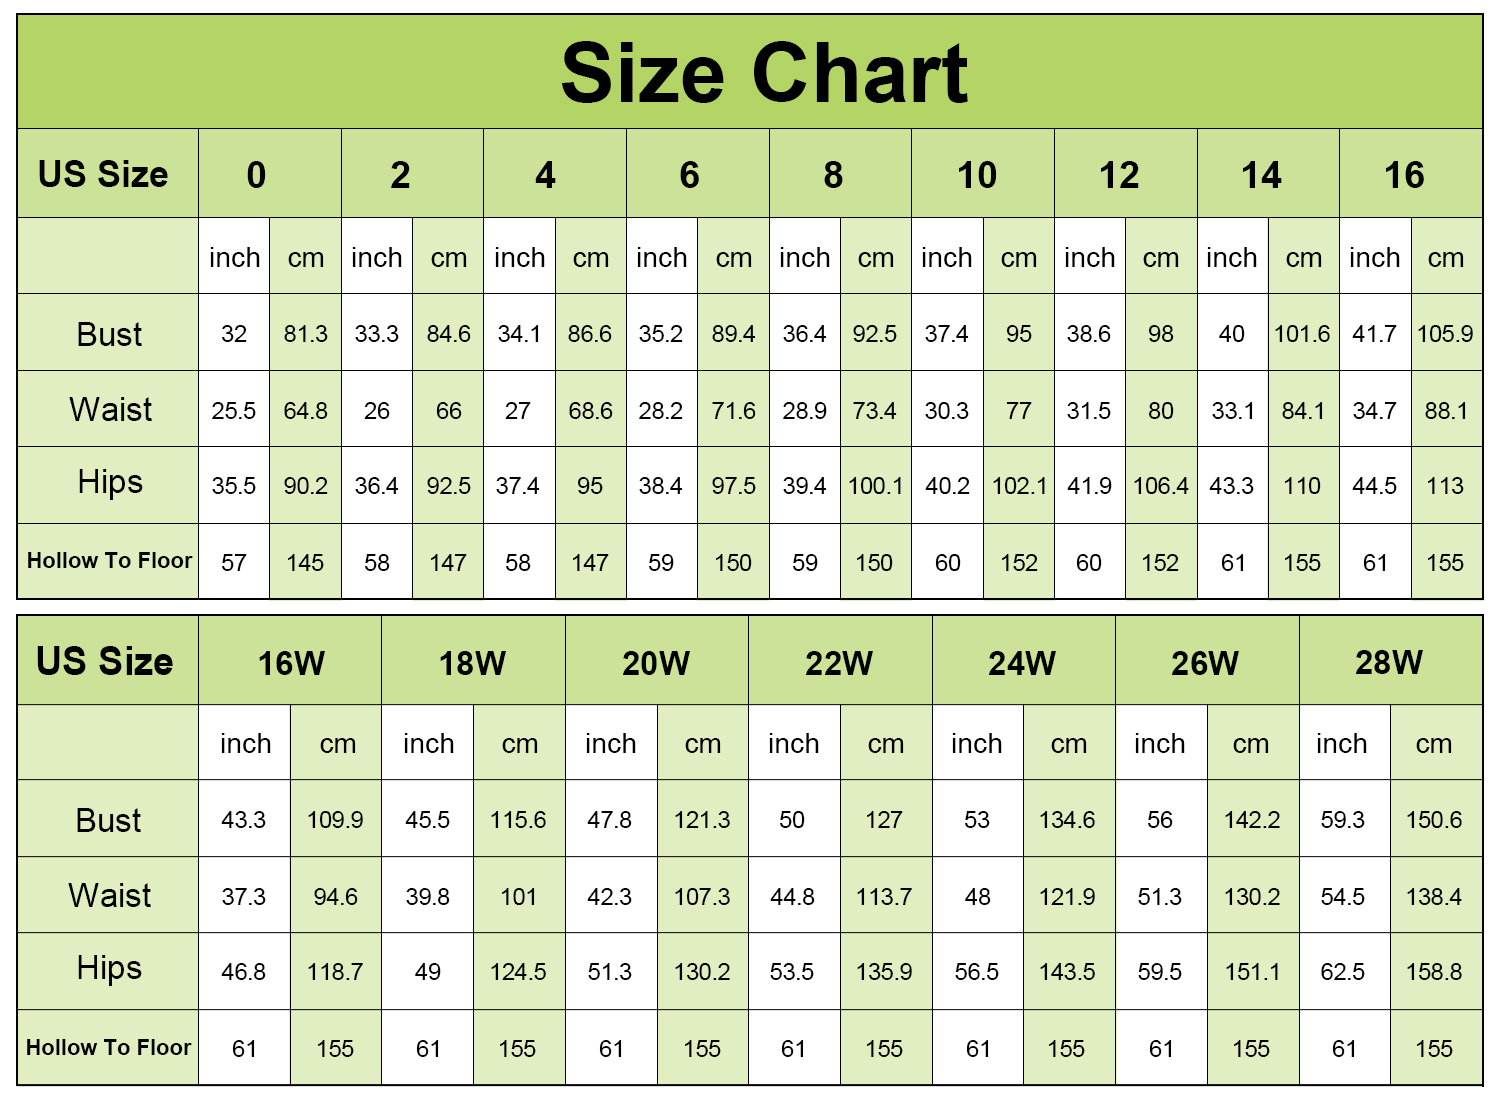 Size Chart
US Size 0 2 4 6 8 10 12 14 16
inch cm inch cm inch cm inch cm inch cm inch cm inch cm inch cm inch cm
Bust 32 81.3 33.3 84.6 34.1 86.6 35.2 89.4 36.4 92.5 37.4 95 38.6 98 40 101.6 41.7 105.9
Waist 25.5 64.8 26 66 27 68.6 28.2 71.6 28.9 73.4 30.3 77 31.5 80 33.1 84.1 34.7 88.1
Hips 35.5 90.2 36.4 92.5 37.4 95 38.4 97.5 39.4 100.1 40.2 102.1 41.9 106.4 43.3 110 44.5 113
Hollow To Floor 57 145 58 147 58 147 59 150 59 150 60 152 60 152 61 155 61 155
US Size 16W 18W 20W 22W 24W 26W 28W
inch cm inch cm inch cm inch cm inch cm inch cm inch cm
Bust 43.3 109.9 45.5 115.6 47.8 121.3 50 127 53 134.6 56 142.2 59.3 150.6
Waist 37.3 94.6 39.8 101 42.3 107.3 44.8 113.7 48 121.9 51.3 130.2 54.5 138.4
Hips 46.8 118.7 49 124.5 51.3 130.2 53.5 135.9 56.5 143.5 59.5 151.1 62.5 158.8
Hollow To Floor 61 155 61 155 61 155 61 155 61 155 61 155 61 155